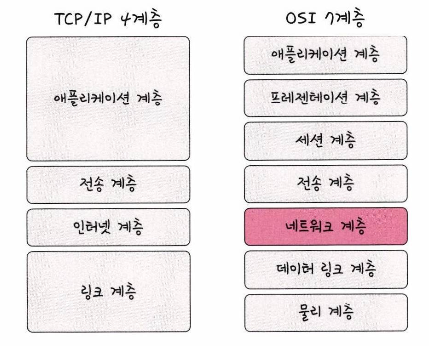 TCP/IP 4계층
애플리케이션 계층
전송 계층
인터넷 계층
링크 계층
OSI 7계층
애플리케이션 계층
프레젠테이션 계층
세션 계층
전송 계층
네트워크 계층
데이터 링크 계층
물리 계층